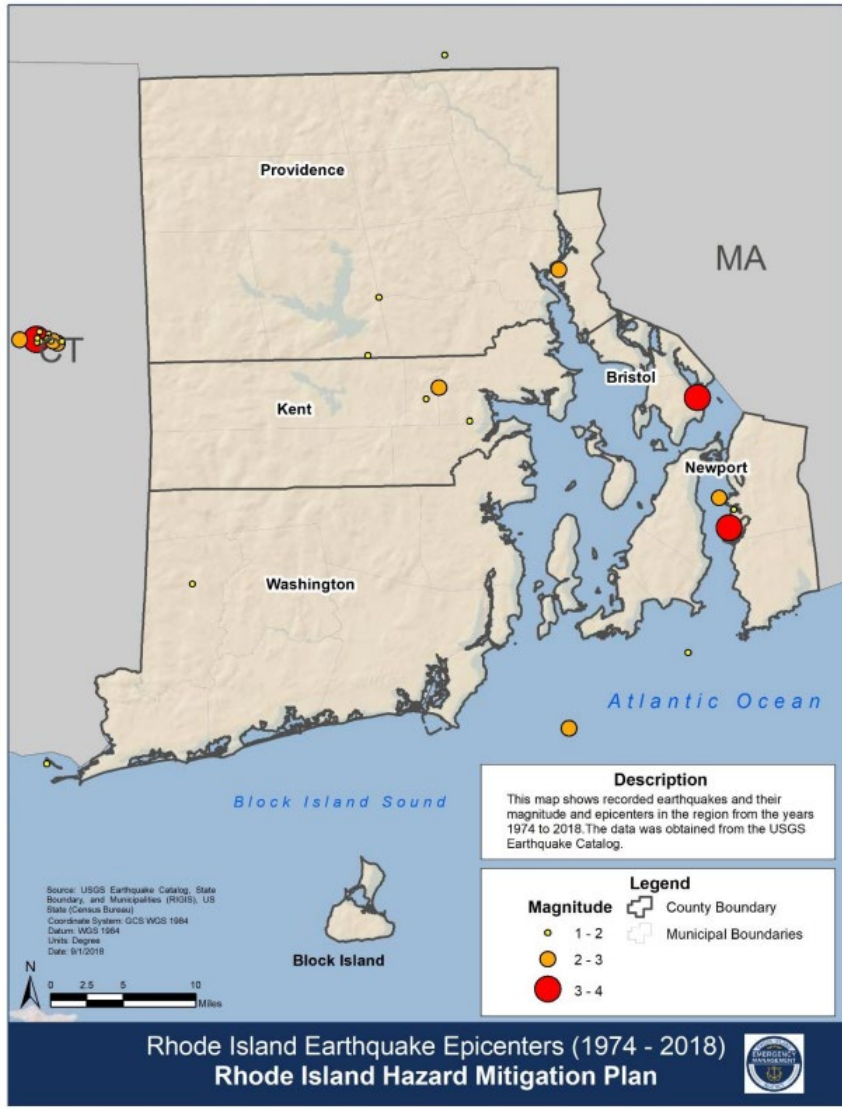 Providence
MA
CT
Bristol
Kent
Newport
Washington
Atlantic Ocean
Block Island Sound
Description
This map shows recorded earthquakes and their
magnitude and epicenters in the region from the years
1974 to 2018.The data was obtained from the USGS
Earthquake Catalog.
Source: USGS Earthquake Catalog, State
Boundary, and Municipalities (RIGIS), US
State (Census Bureau)
Coordinate System: GCS WGS 1984
Datum: WGS 1984
Units: Degree
Date: 9/1/2018
Block Island
N
0 2.5 5 10
Miles
Legend
Magnitude
1 - 2
2 - 3
3 - 4
County Boundary
Municipal Boundaries
Rhode Island Earthquake Epicenters (1974 - 2018)
Rhode Island Hazard Mitigation Plan
EMERGENCY
MANAGEMENT